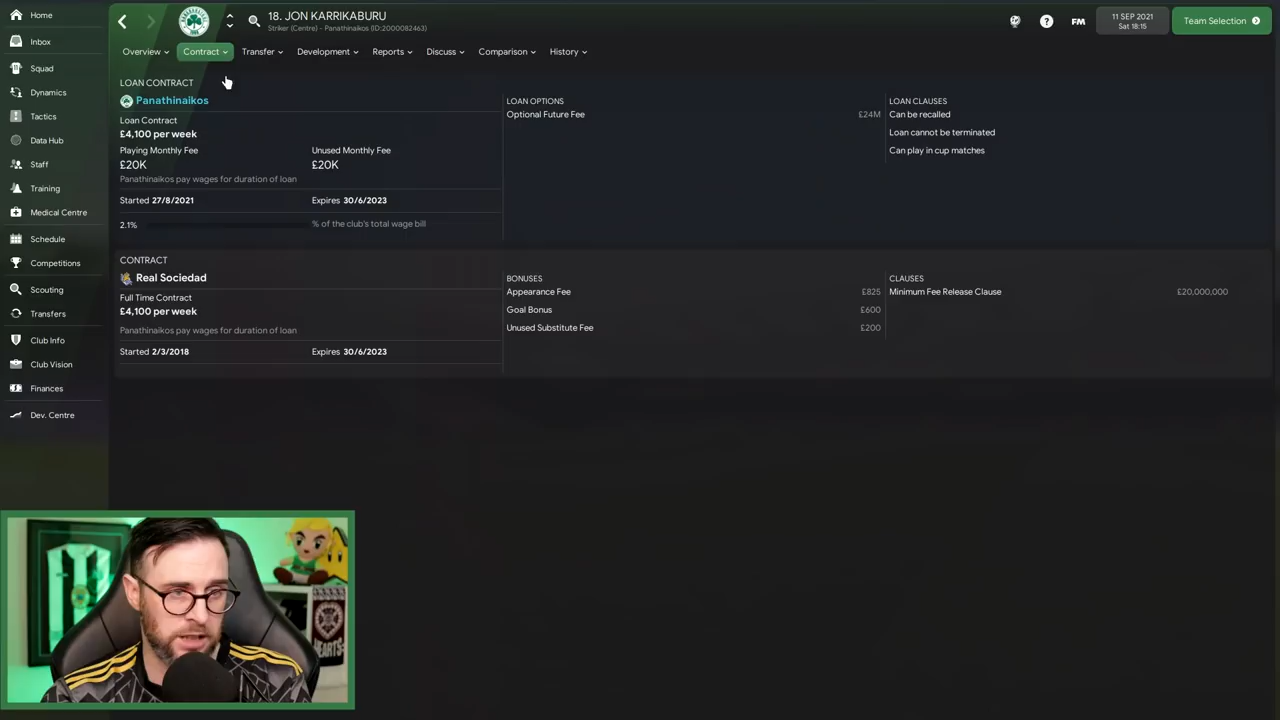 Home
Inbox
Squad
Dynamics
Tactics
Data Hub
Staff
Training
Medical Centre
Schedule
Competitions
Scouting
Transfers
Club Info
Club Vision
Finances
Dev. Centre
18. JON KARRIKABURU
Striker (Centre) - Panathinaikos (ID:2000082463)
FM
11 SEP 2021
Sat 18:15
Team Selection
Overview
Contract
Transfer
Development
Reports
Discuss
Comparison
History
LOAN CONTRACT
Panathinaikos
Loan Contract
£4,100 per week
Playing Monthly Fee Unused Monthly Fee
£20K £20K
Panathinaikos pay wages for duration of loan
Started 27/8/2021 Expires 30/6/2023
2.1% % of the club's total wage bill
LOAN OPTIONS
Optional Future Fee £24M
LOAN CLAUSES
Can be recalled
Loan cannot be terminated
Can play in cup matches
CONTRACT
Real Sociedad
Full Time Contract
£4,100 per week
Panathinaikos pay wages for duration of loan
Started 2/3/2018 Expires 30/6/2023
BONUSES
Appearance Fee £825
Goal Bonus £600
Unused Substitute Fee £200
CLAUSES
Minimum Fee Release Clause £20,000,000
HEARTS